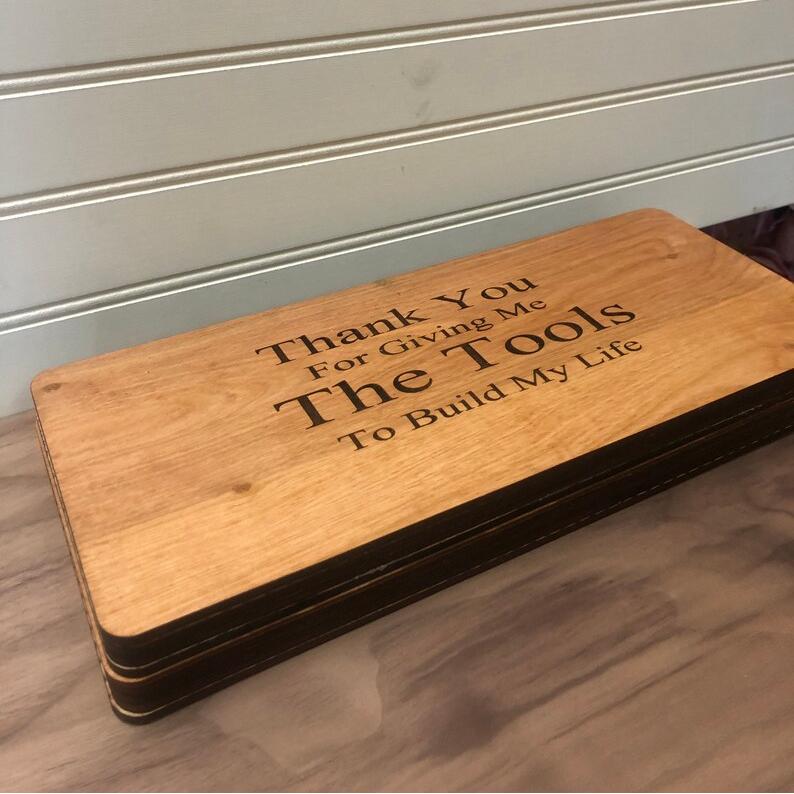 Thank You
For Giving Me
The Tools
To Build My Life